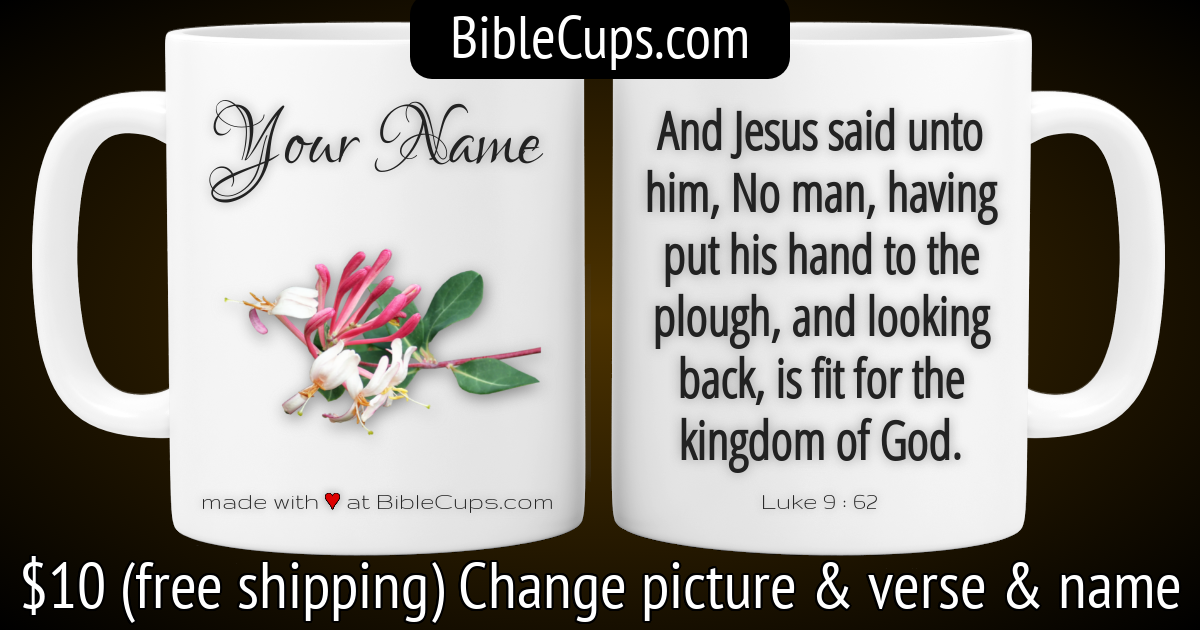 BibleCups.com
Your Name
made with ♥ at BibleCups.com
And Jesus said unto
him, No man, having
put his hand to the
plough, and looking
back, is fit for the
kingdom of God.
Luke 9 : 62
$10 (free shipping) Change picture & verse & name